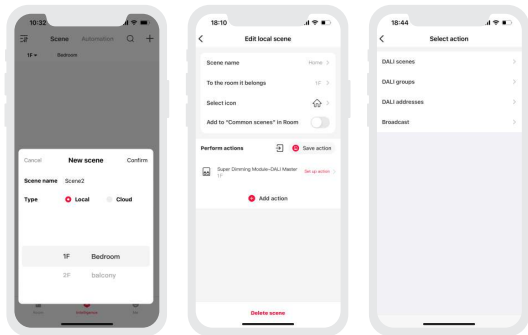 10:32
Scene Automation
1F Bedroom
Cancel New scene Confirm
Scene name Scene2
Type Local Cloud
1F Bedroom
2F balcony
Intelligence
18:10
Edit local scene
Scene name Home
To the room it belongs 1F
Select icon
Add to "Common scenes" in Room
Perform actions Save action
Super Dimming Module-DALI Master Set up action
1F
Add action
Delete scene
18:44
Select action
DALI scenes
DALI groups
DALI addresses
Broadcast